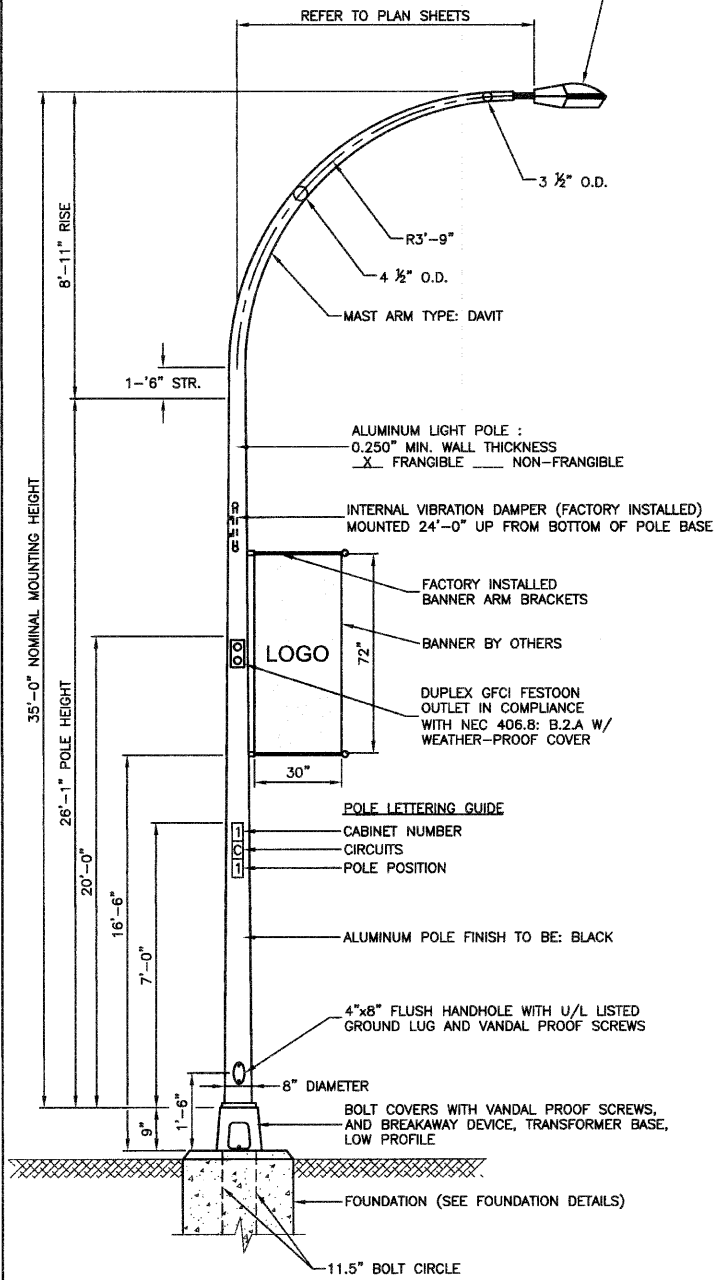 REFER TO PLAN SHEETS
3 ½" O.D.
R3'-9"
4 ½" O.D.
MAST ARM TYPE: DAVIT
8'-11" RISE
1-'6" STR.
ALUMINUM LIGHT POLE :
0.250" MIN. WALL THICKNESS
_X_ FRANGIBLE ___ NON-FRANGIBLE
INTERNAL VIBRATION DAMPER (FACTORY INSTALLED)
MOUNTED 24'-0" UP FROM BOTTOM OF POLE BASE
FACTORY INSTALLED
BANNER ARM BRACKETS
BANNER BY OTHERS
LOGO
72"
DUPLEX GFCI FESTOON
OUTLET IN COMPLIANCE
WITH NEC 406.8: B.2.A W/
WEATHER-PROOF COVER
30"
35'-0" NOMINAL MOUNTING HEIGHT
26'-1" POLE HEIGHT
20'-0"
16'-6"
7'-0"
POLE LETTERING GUIDE
1
CABINET NUMBER
C
CIRCUITS
1
POLE POSITION
ALUMINUM POLE FINISH TO BE: BLACK
4"x8" FLUSH HANDHOLE WITH U/L LISTED
GROUND LUG AND VANDAL PROOF SCREWS
8" DIAMETER
1'-6"
9"
BOLT COVERS WITH VANDAL PROOF SCREWS,
AND BREAKAWAY DEVICE, TRANSFORMER BASE,
LOW PROFILE
FOUNDATION (SEE FOUNDATION DETAILS)
11.5" BOLT CIRCLE